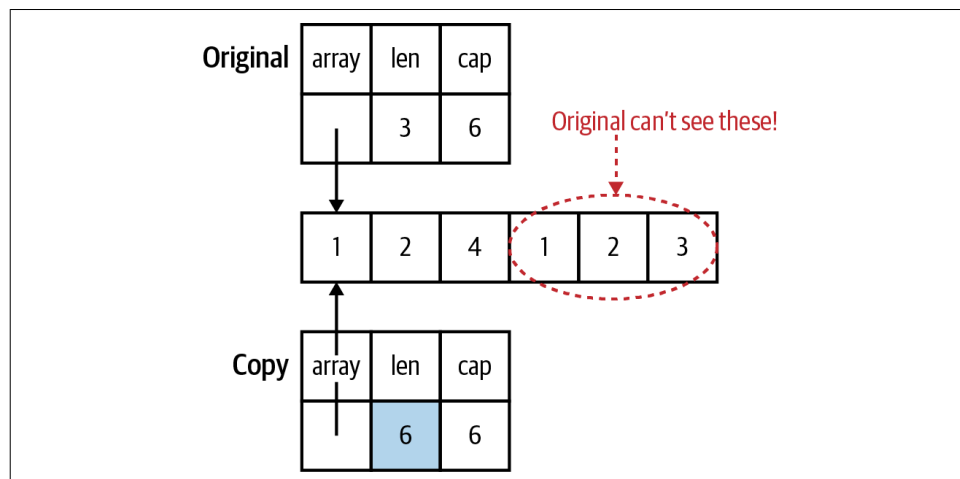 Original array len cap
3 6
Original can't see these!
1 2 4 1 2 3
Copy array len cap
6 6